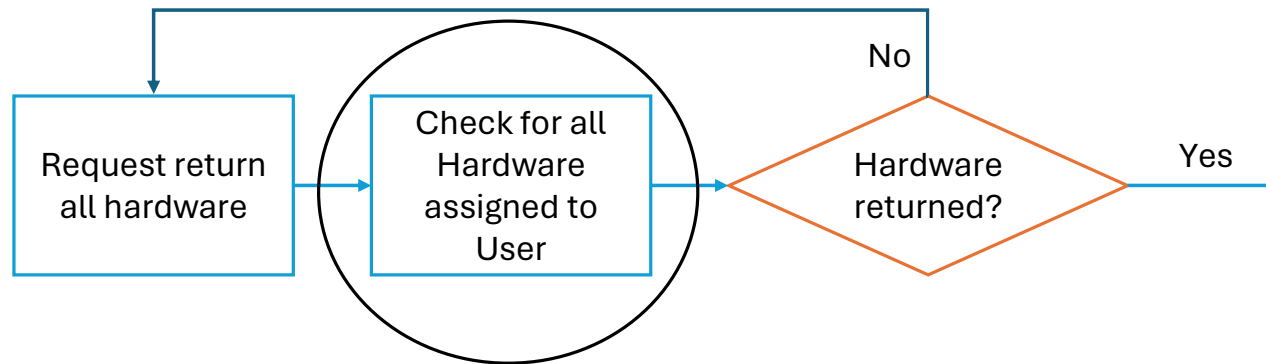 Request return
all hardware
Check for all
Hardware
assigned to
User
No
Hardware
returned?
Yes